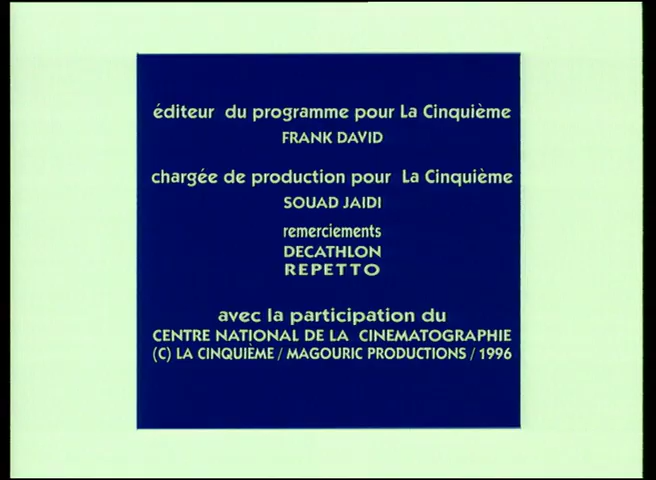 éditeur du programme pour La Cinquième
FRANK DAVID
chargée de production pour La Cinquième
SOUAD JAIDI
remerciements
DECATHLON
REPETTO
avec la participation du
CENTRE NATIONAL DE LA CINEMATOGRAPHIE
(C) LA CINQUIÈME / MAGOURIC PRODUCTIONS / 1996